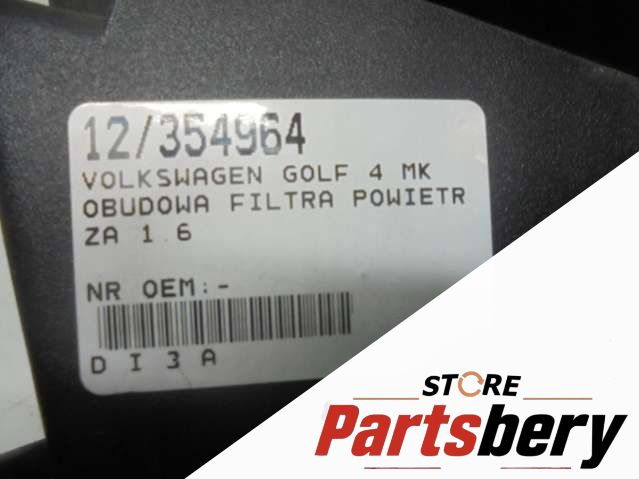 12/354964
VOLKSWAGEN GOLF 4 MK
OBUDOWA FILTRA POWIETR
ZA 1.6
NR OEM:-
D I 3 A
STORE
Partsbery